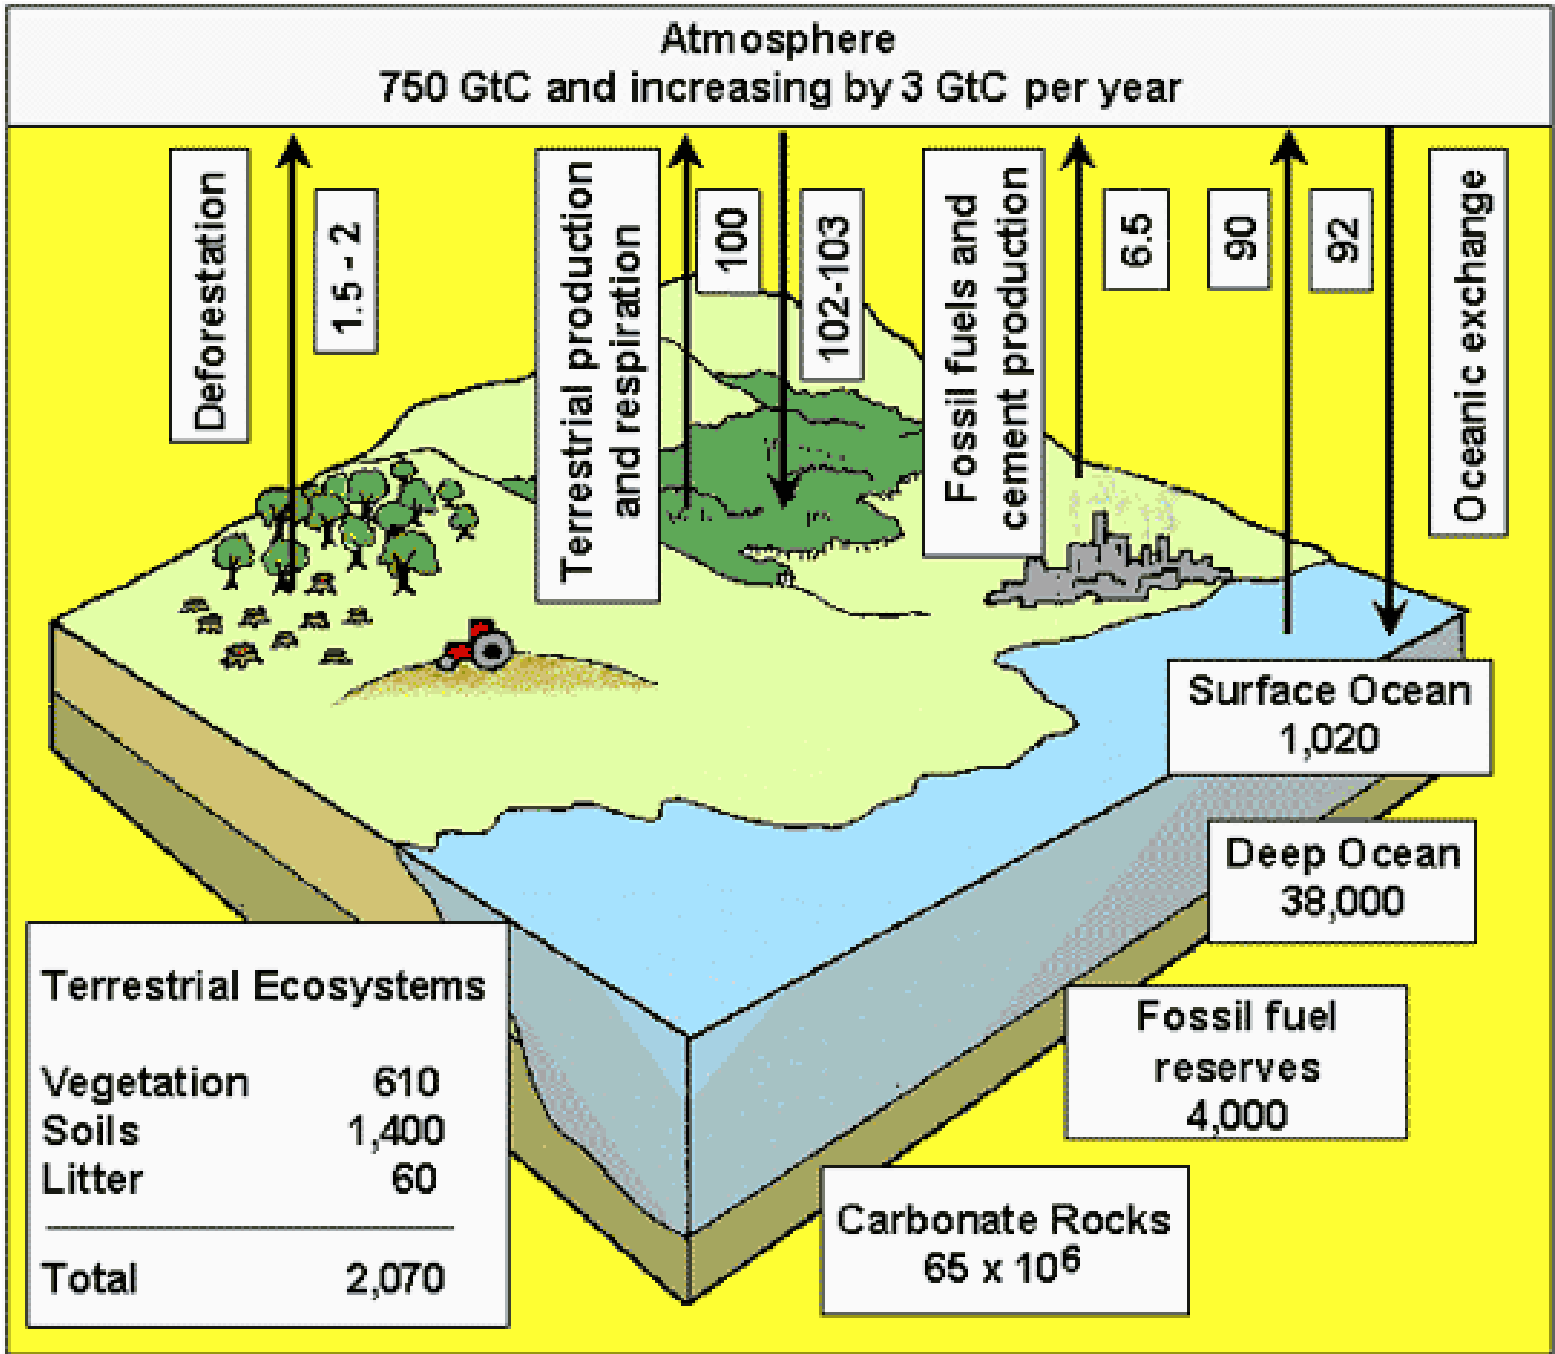 Atmosphere
750 GtC and increasing by 3 GtC per year
Deforestation
1.5 - 2
Terrestrial production
and respiration
100
102-103
Fossil fuels and
cement production
6.5
90
92
Oceanic exchange
Surface Ocean
1,020
Deep Ocean
38,000
Fossil fuel
reserves
4,000
Carbonate Rocks
65 x 10⁶
Terrestrial Ecosystems
Vegetation 610
Soils 1,400
Litter 60
Total 2,070